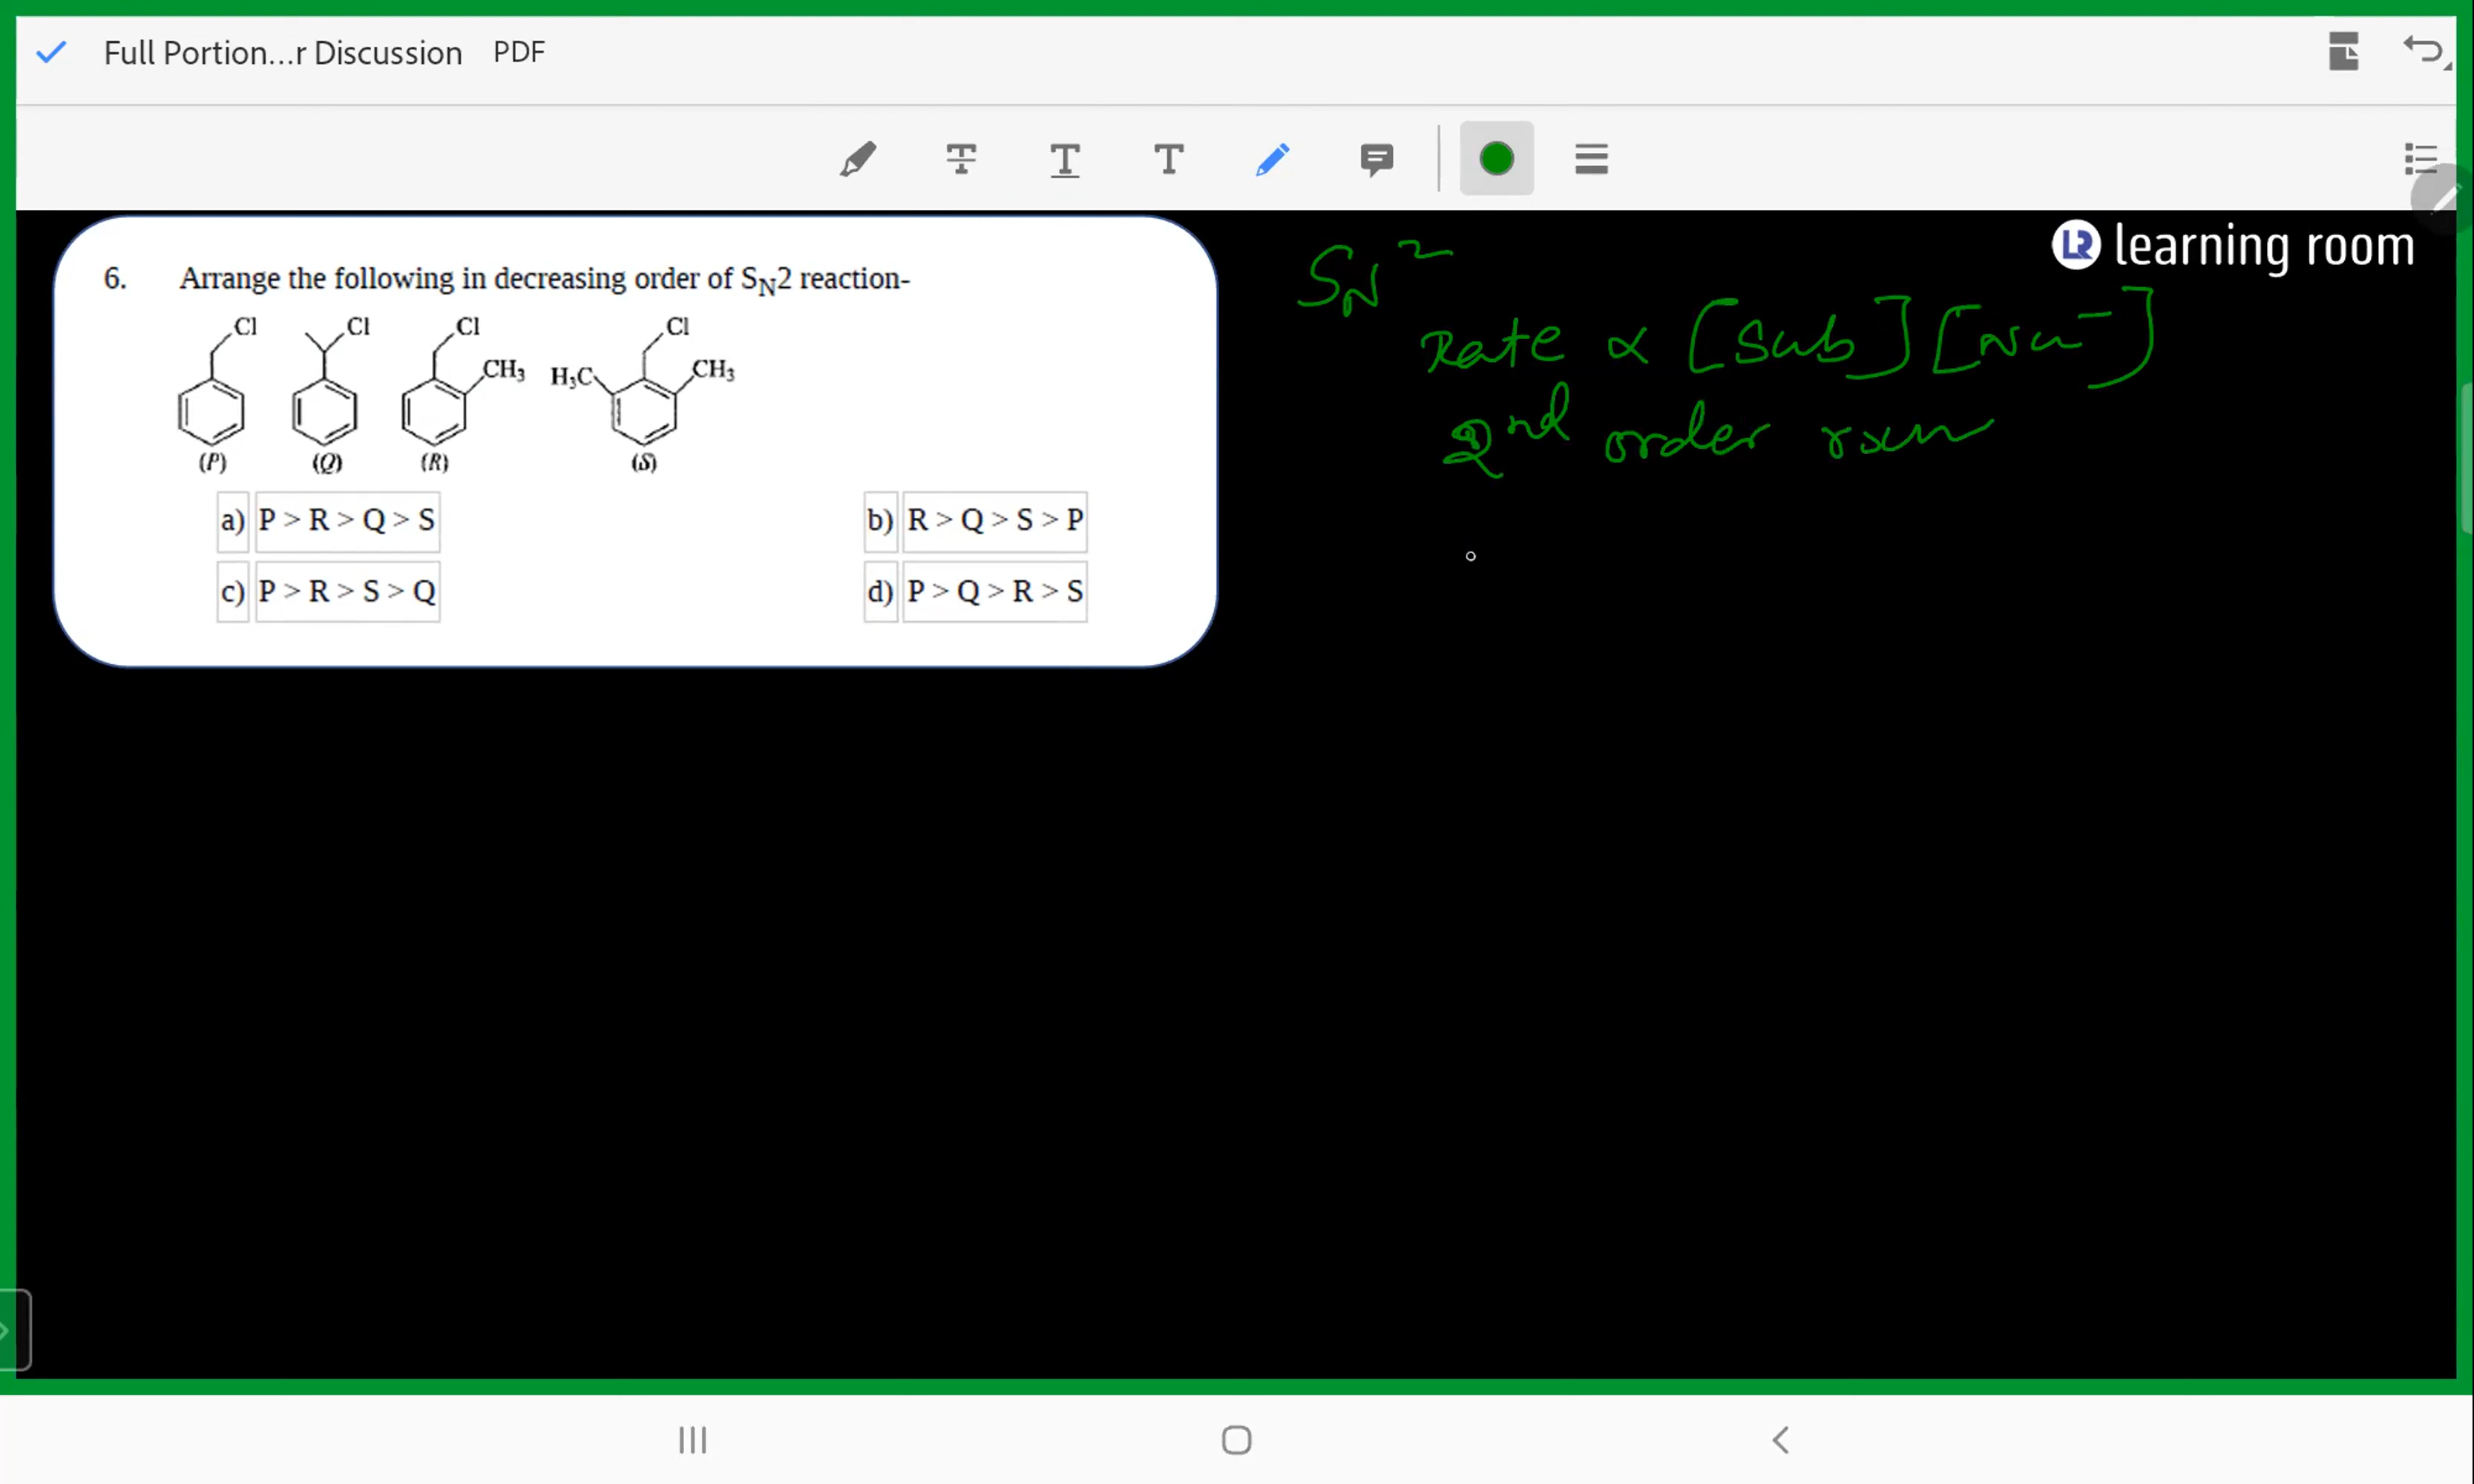 Full Portion...r Discussion PDF
learning room
6. Arrange the following in decreasing order of SN2 reaction-
Cl Cl Cl CH3 H3C Cl CH3
(P) (Q) (R) (S)
a) P > R > Q > S b) R > Q > S > P
c) P > R > S > Q d) P > Q > R > S
SN2
Rate ∝ [Sub] [Nu–]
2nd order rxn